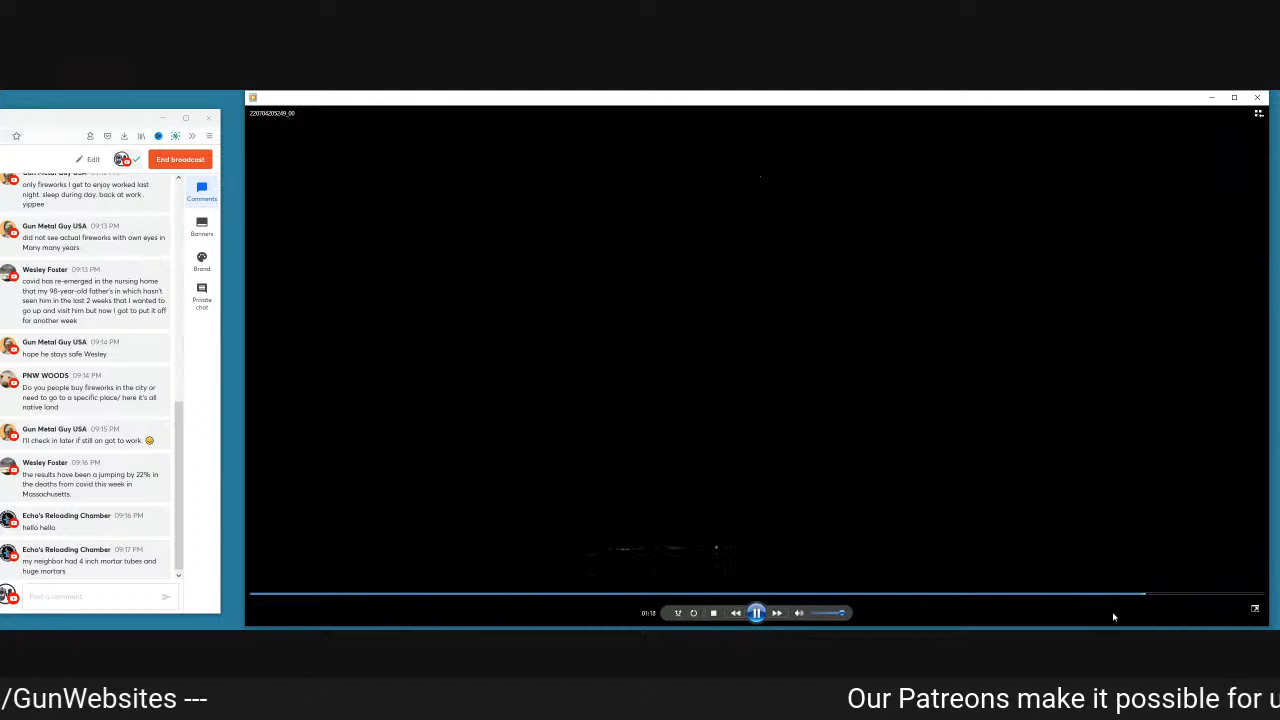 220704205249_00
Edit
End broadcast
only fireworks I get to enjoy worked last
night. sleep during day. back at work .
yippee
Gun Metal Guy USA 09:13 PM
did not see actual fireworks with own eyes in
Many many years
Wesley Foster 09:13 PM
covid has re-emerged in the nursing home
that my 98-year-old father's in which hasn't
seen him in the last 2 weeks that I wanted to
go up and visit him but now I got to put it off
for another week
Gun Metal Guy USA 09:14 PM
hope he stays safe Wesley
PNW WOODS 09:14 PM
Do you people buy fireworks in the city or
need to go to a specific place/ here it's all
native land
Gun Metal Guy USA 09:15 PM
I'll check in later if still on got to work. 😀
Wesley Foster 09:16 PM
the results have been a jumping by 22% in
the deaths from covid this week in
Massachusetts.
Echo's Reloading Chamber 09:16 PM
hello hello
Echo's Reloading Chamber 09:17 PM
my neighbor had 4 inch mortar tubes and
huge mortars
Post a comment
Comments
Banners
Brand
Private
chat
01:18
/GunWebsites --- Our Patreons make it possible for u